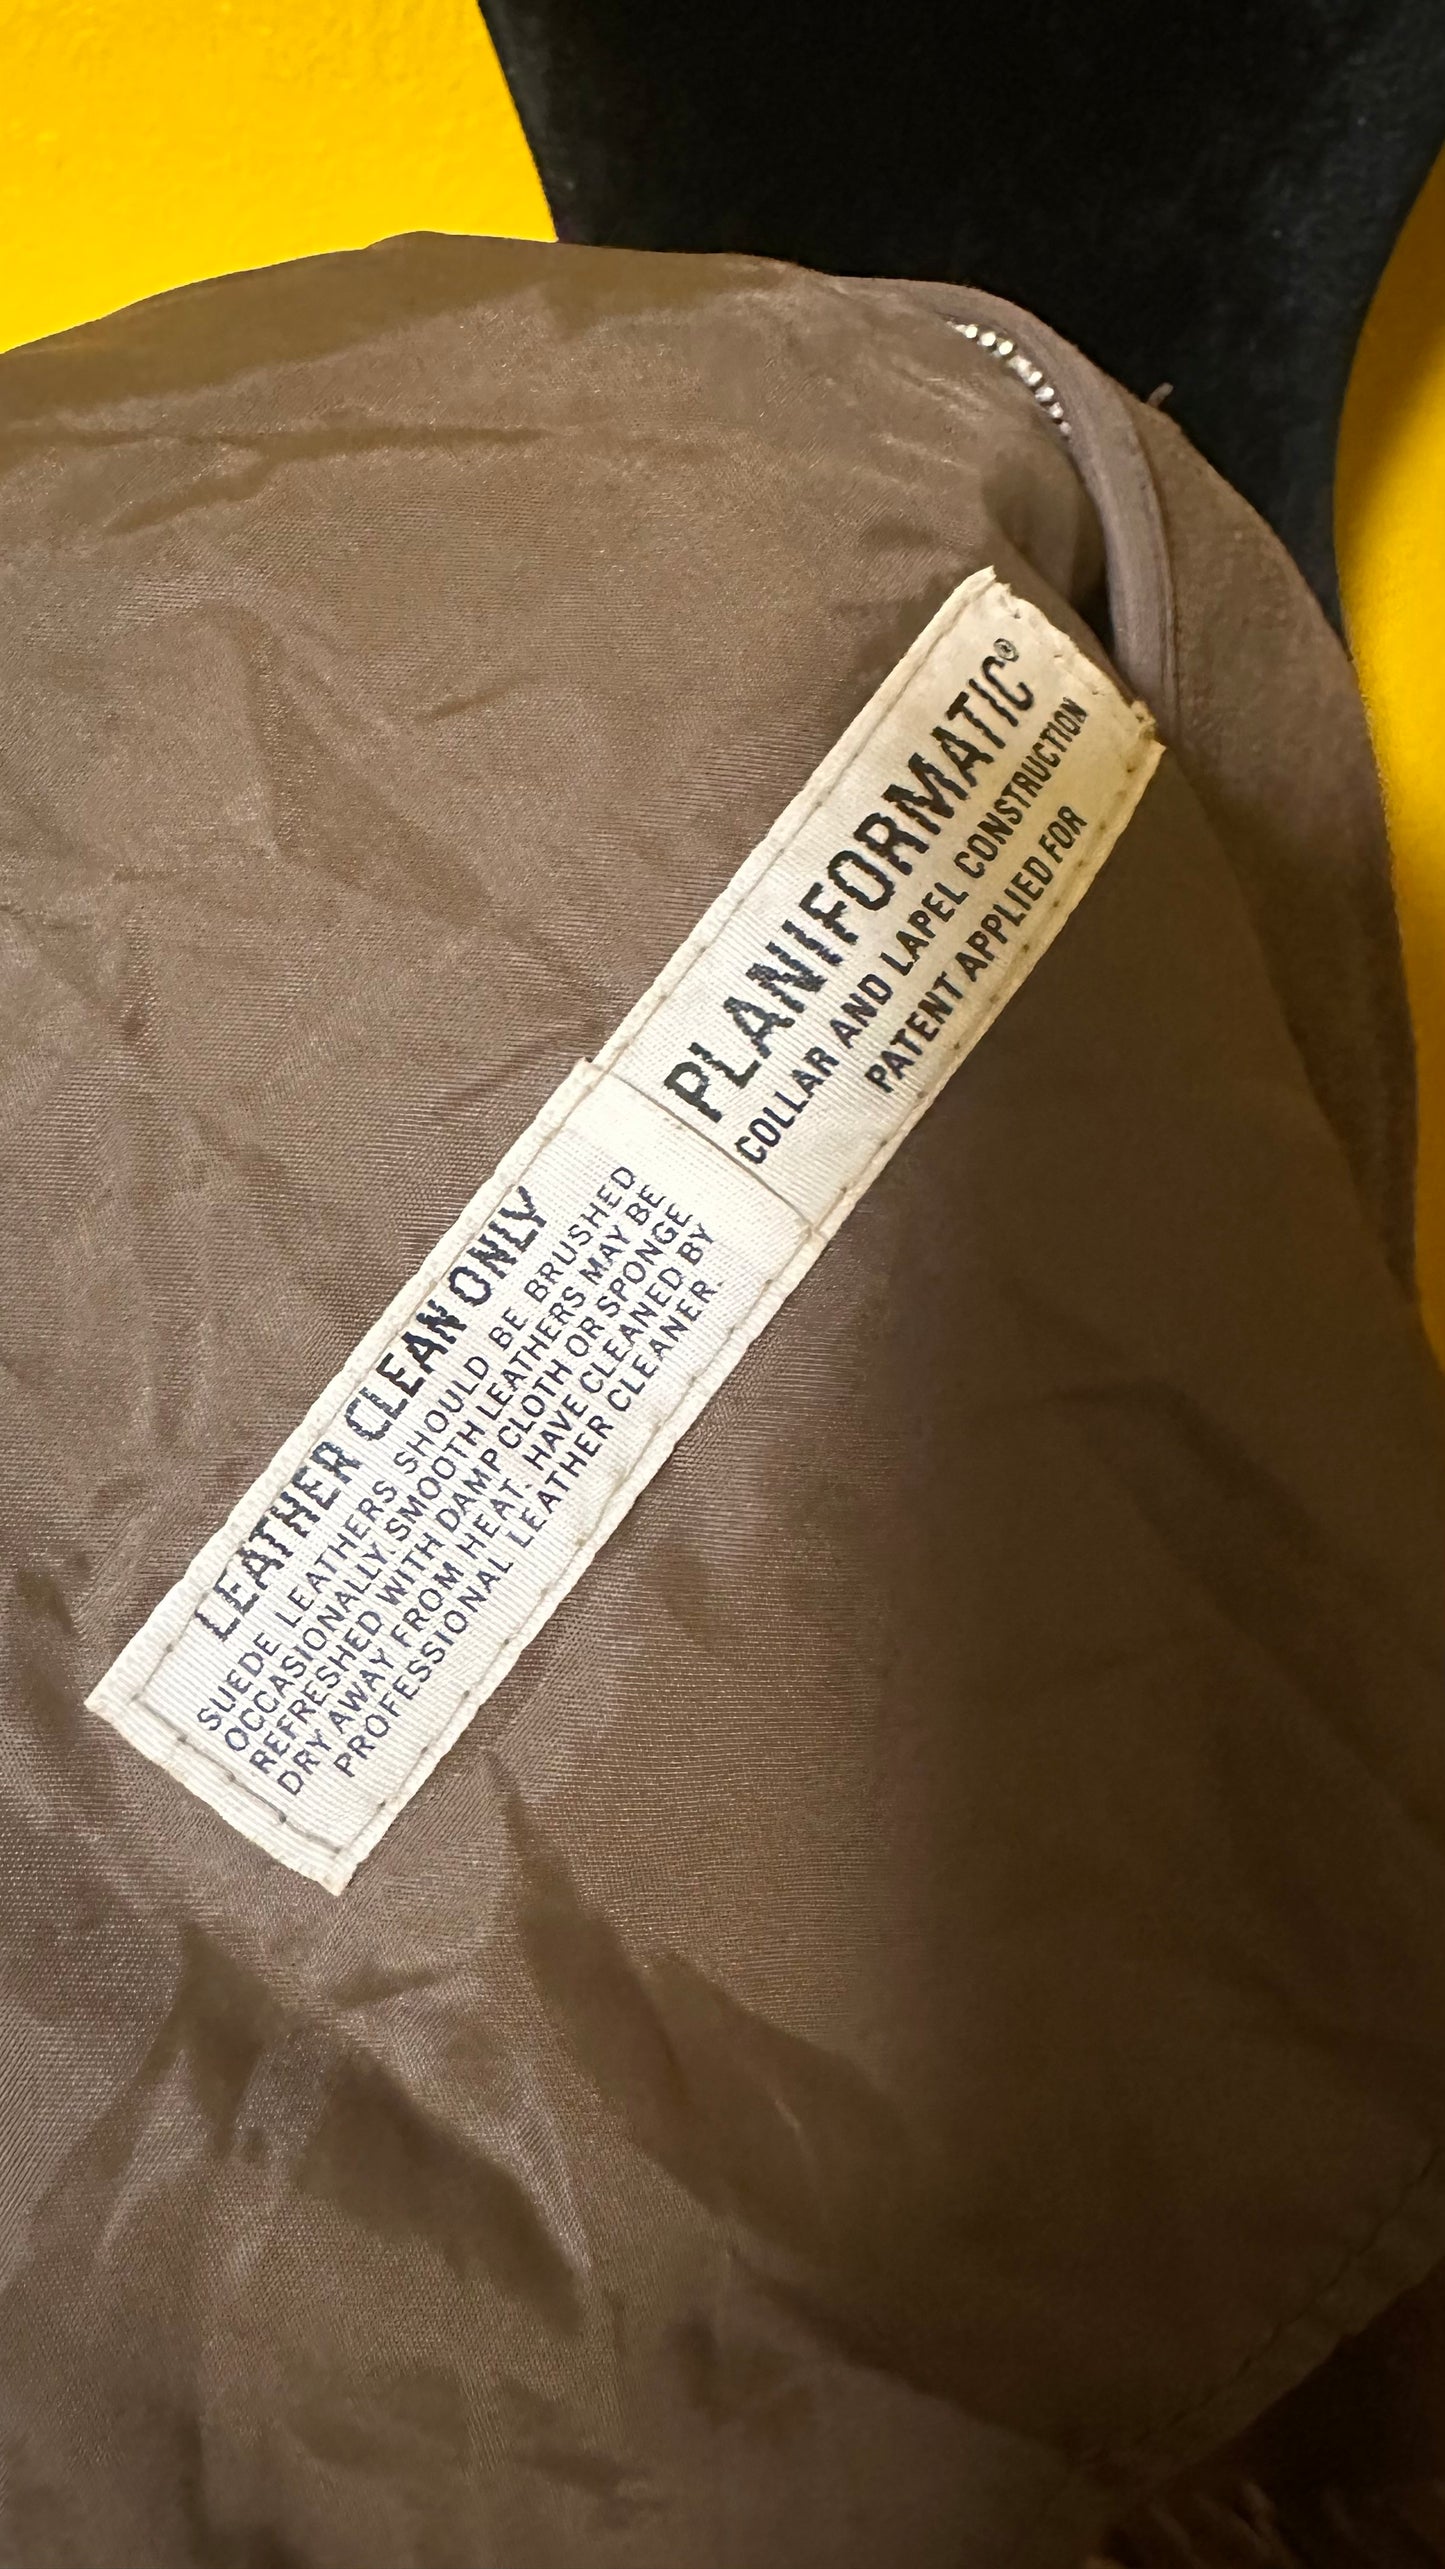 PLANIFORMATIC®
COLLAR AND LAPEL CONSTRUCTION
PATENT APPLIED FOR
LEATHER CLEAN ONLY
SUEDE LEATHERS SHOULD BE BRUSHED
OCCASIONALLY. SMOOTH LEATHERS MAY BE
REFRESHED WITH DAMP CLOTH OR SPONGE.
DRY AWAY FROM HEAT. HAVE CLEANED BY
PROFESSIONAL LEATHER CLEANER.